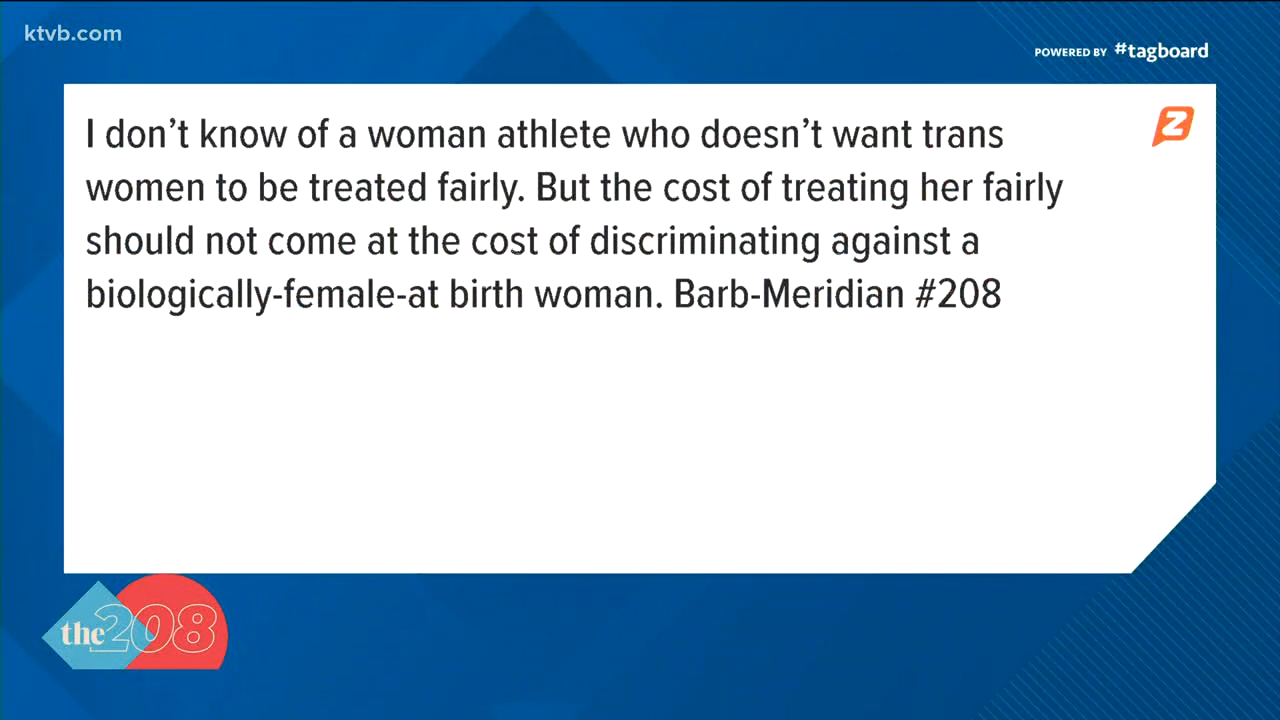 ktvb.com
POWERED BY #tagboard
I don’t know of a woman athlete who doesn’t want trans
women to be treated fairly. But the cost of treating her fairly
should not come at the cost of discriminating against a
biologically-female-at birth woman. Barb-Meridian #208
the 208